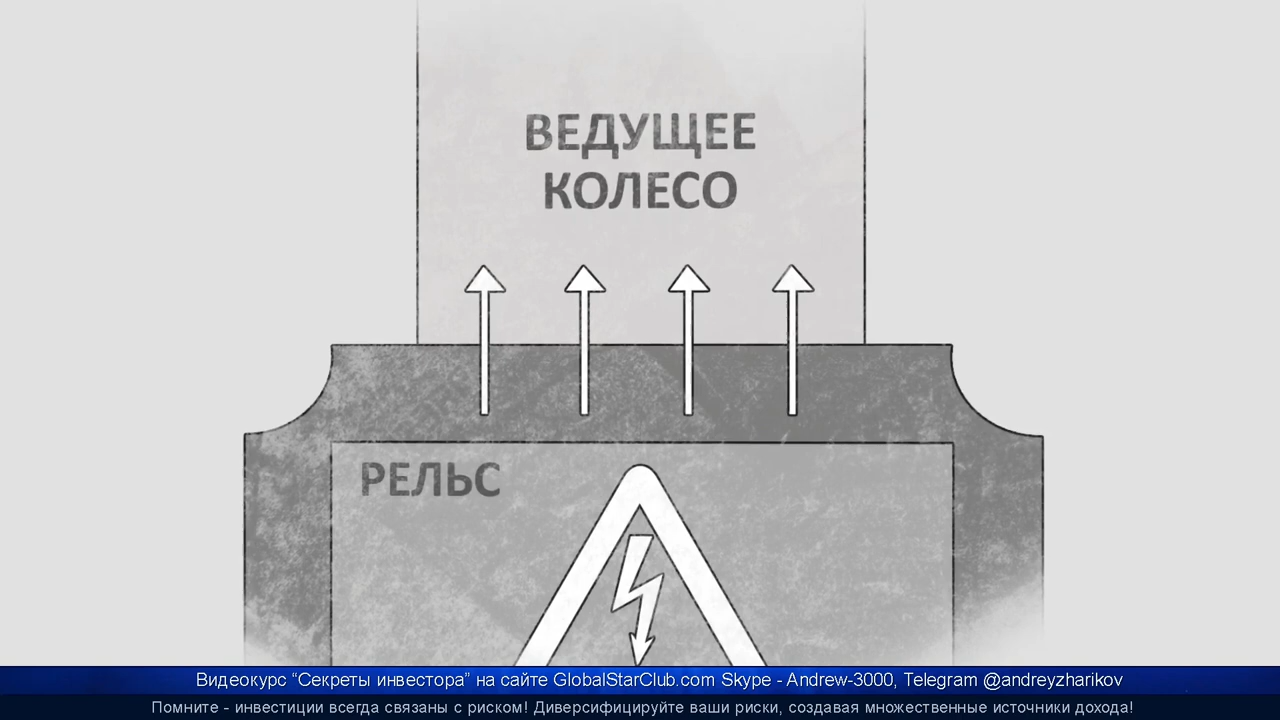 ВЕДУЩЕЕ
КОЛЕСО
РЕЛЬС
Видеокурс “Секреты инвестора” на сайте GlobalStarClub.com Skype - Andrew-3000, Telegram @andreyzharikov
Помните - инвестиции всегда связаны с риском! Диверсифицируйте ваши риски, создавая множественные источники дохода!